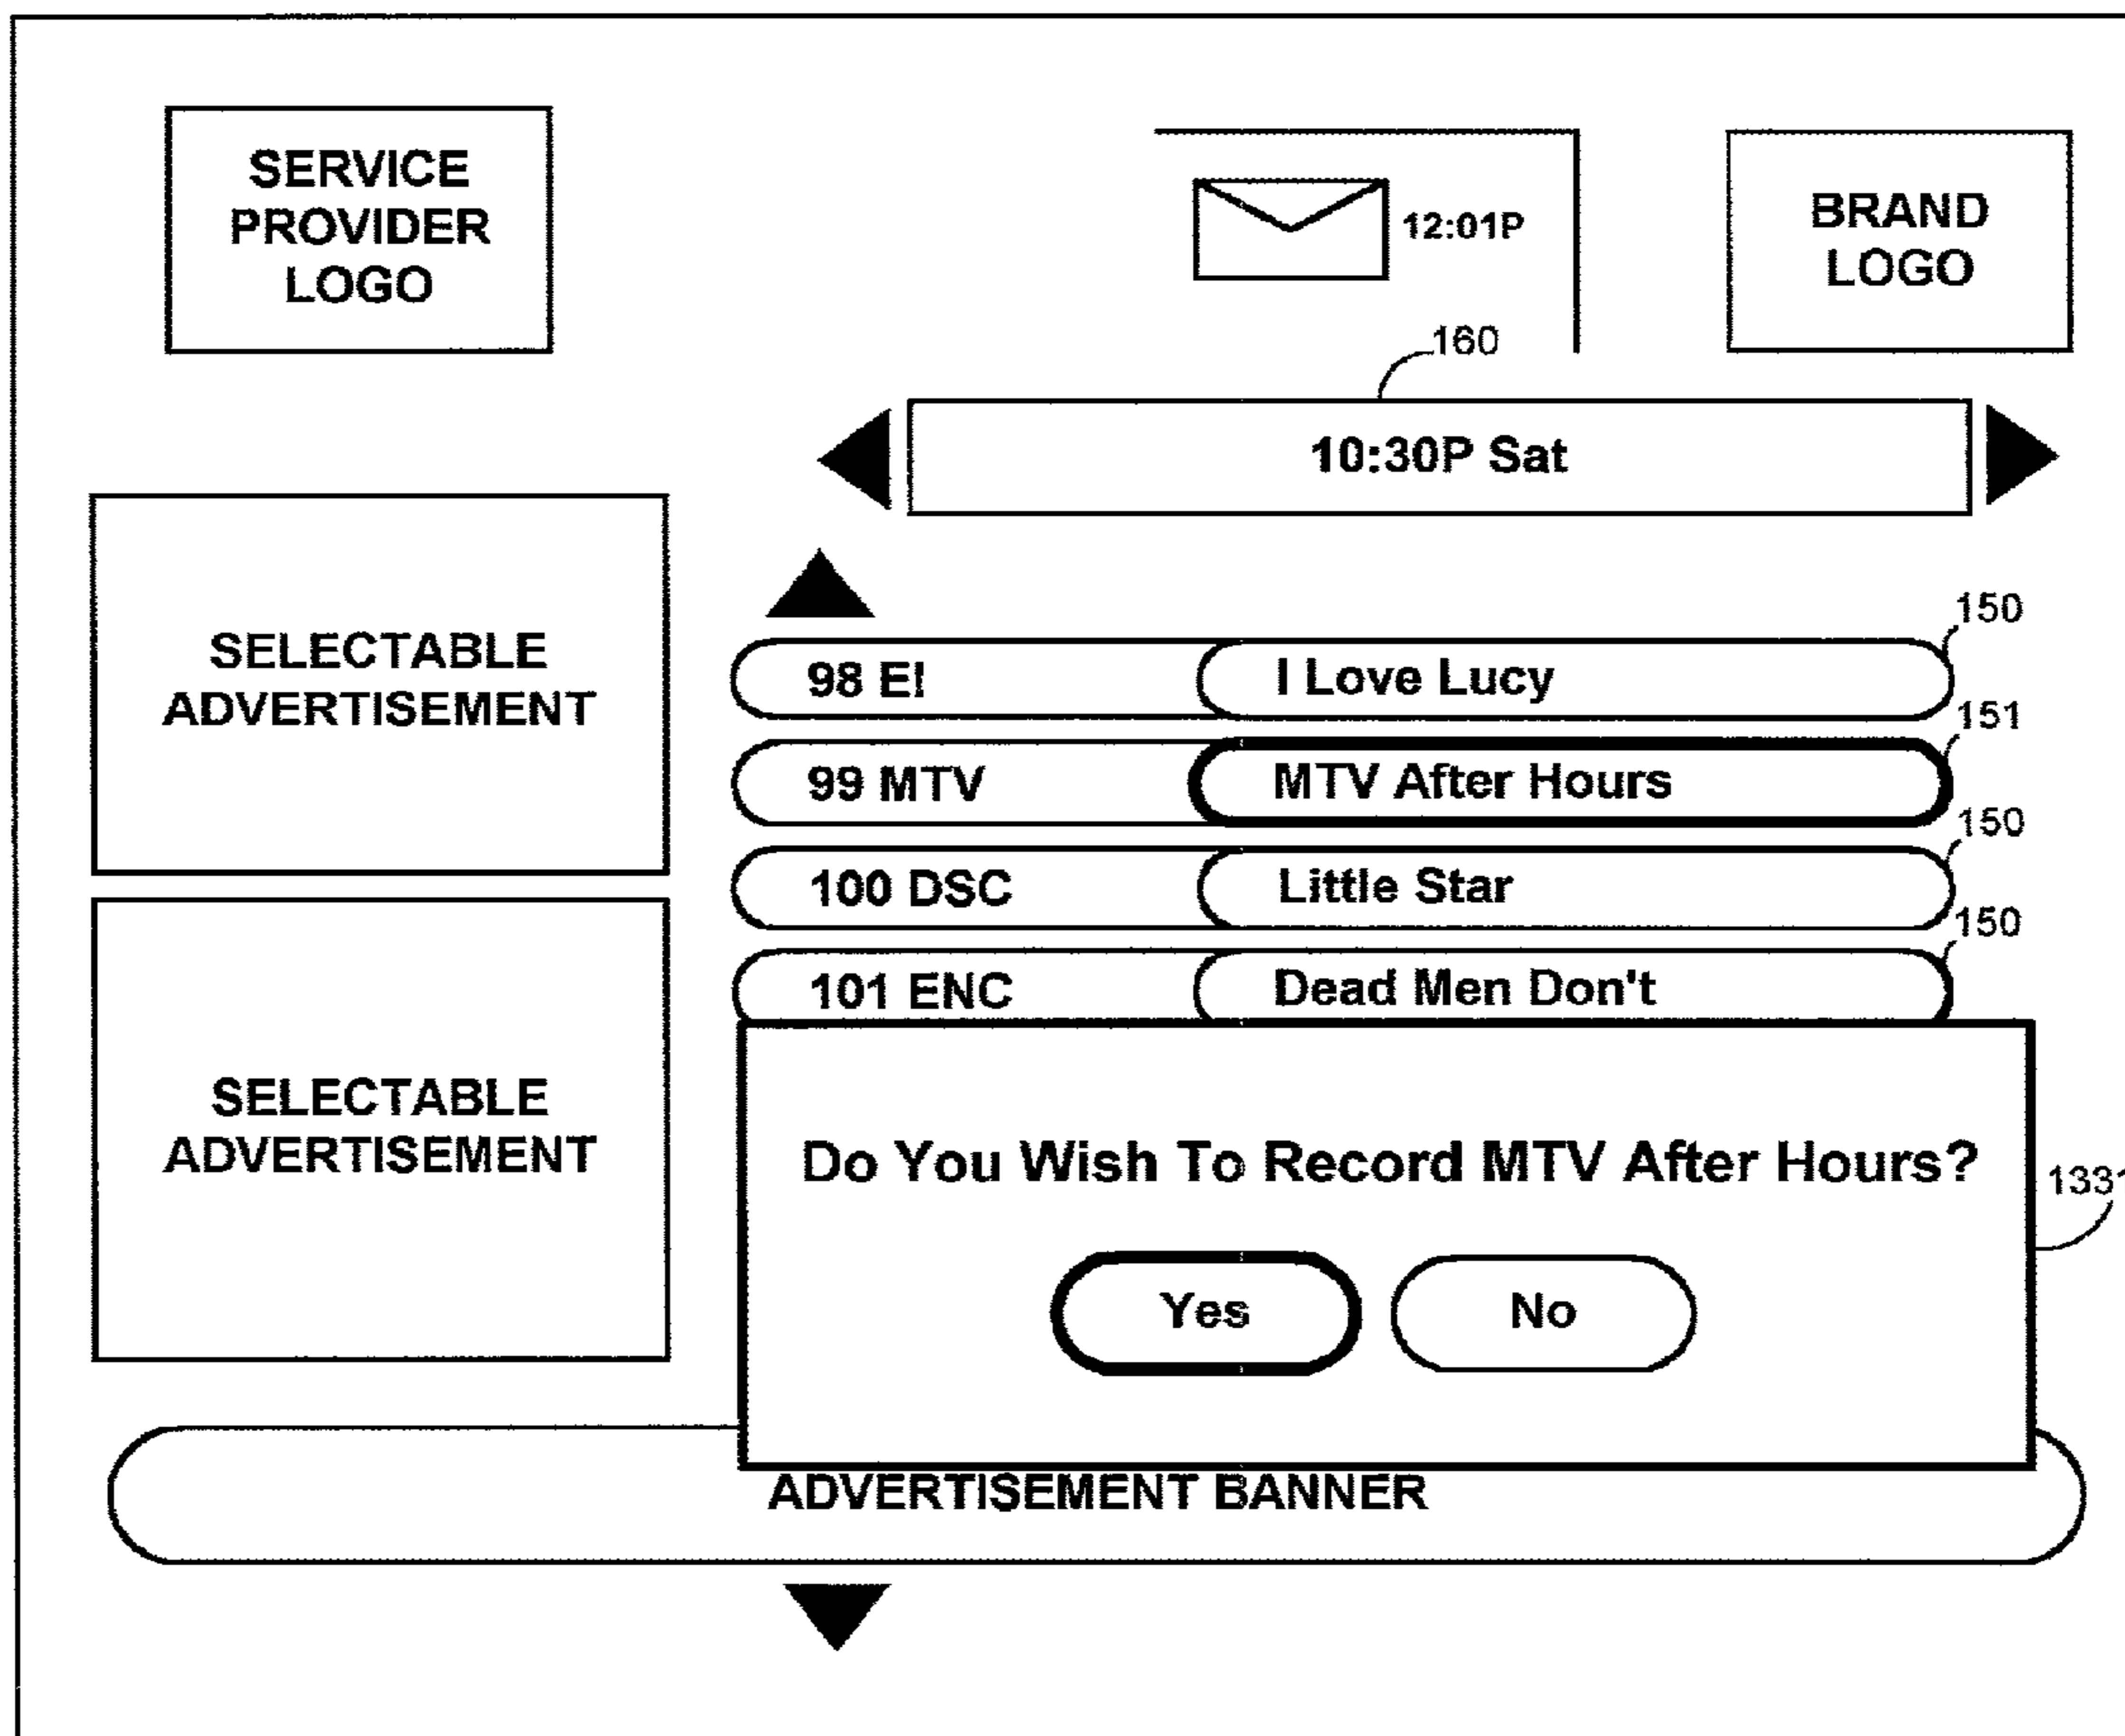 SERVICE
PROVIDER
LOGO
12:01P
BRAND
LOGO
160
10:30P Sat
SELECTABLE
ADVERTISEMENT
150
98 E! I Love Lucy
151
99 MTV MTV After Hours
150
100 DSC Little Star
150
101 ENC Dead Men Don't
SELECTABLE
ADVERTISEMENT
Do You Wish To Record MTV After Hours?
1331
Yes No
ADVERTISEMENT BANNER